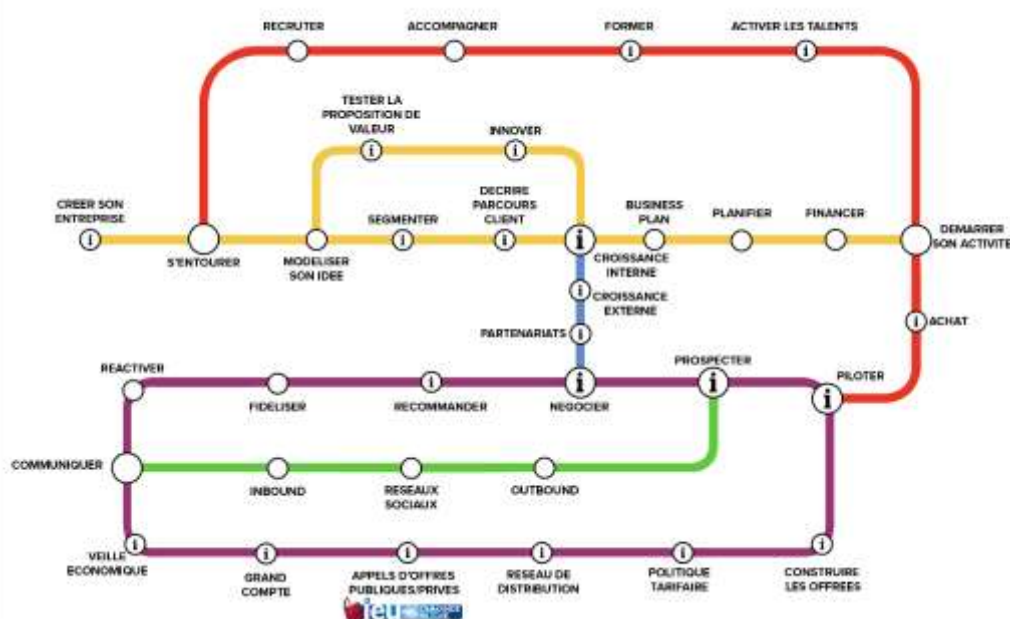 RECRUTER
ACCOMPAGNER
FORMER
ACTIVER LES TALENTS
TESTER LA
PROPOSITION DE
VALEUR
INNOVER
CREER SON
ENTREPRISE
S'ENTOURER
MODELISER
SON IDEE
SEGMENTER
DECRIRE
PARCOURS
CLIENT
CROISSANCE
INTERNE
BUSINESS
PLAN
PLANIFIER
FINANCER
DEMARRER
SON ACTIVITE
CROISSANCE
EXTERNE
PARTENARIATS
ACHAT
REACTIVER
FIDELISER
RECOMMANDER
NEGOCIER
PROSPECTER
PILOTER
COMMUNIQUER
INBOUND
RESEAUX
SOCIAUX
OUTBOUND
VEILLE
ECONOMIQUE
GRAND
COMPTE
APPELS D'OFFRES
PUBLIQUES/PRIVES
RESEAU DE
DISTRIBUTION
POLITIQUE
TARIFAIRE
CONSTRUIRE
LES OFFREES
jeu